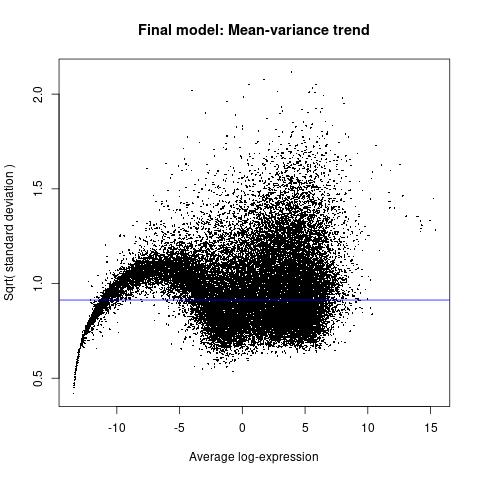 Final model: Mean-variance trend
Sqrt( standard deviation )
2.0
1.5
1.0
0.5
-10 -5 0 5 10 15
Average log-expression